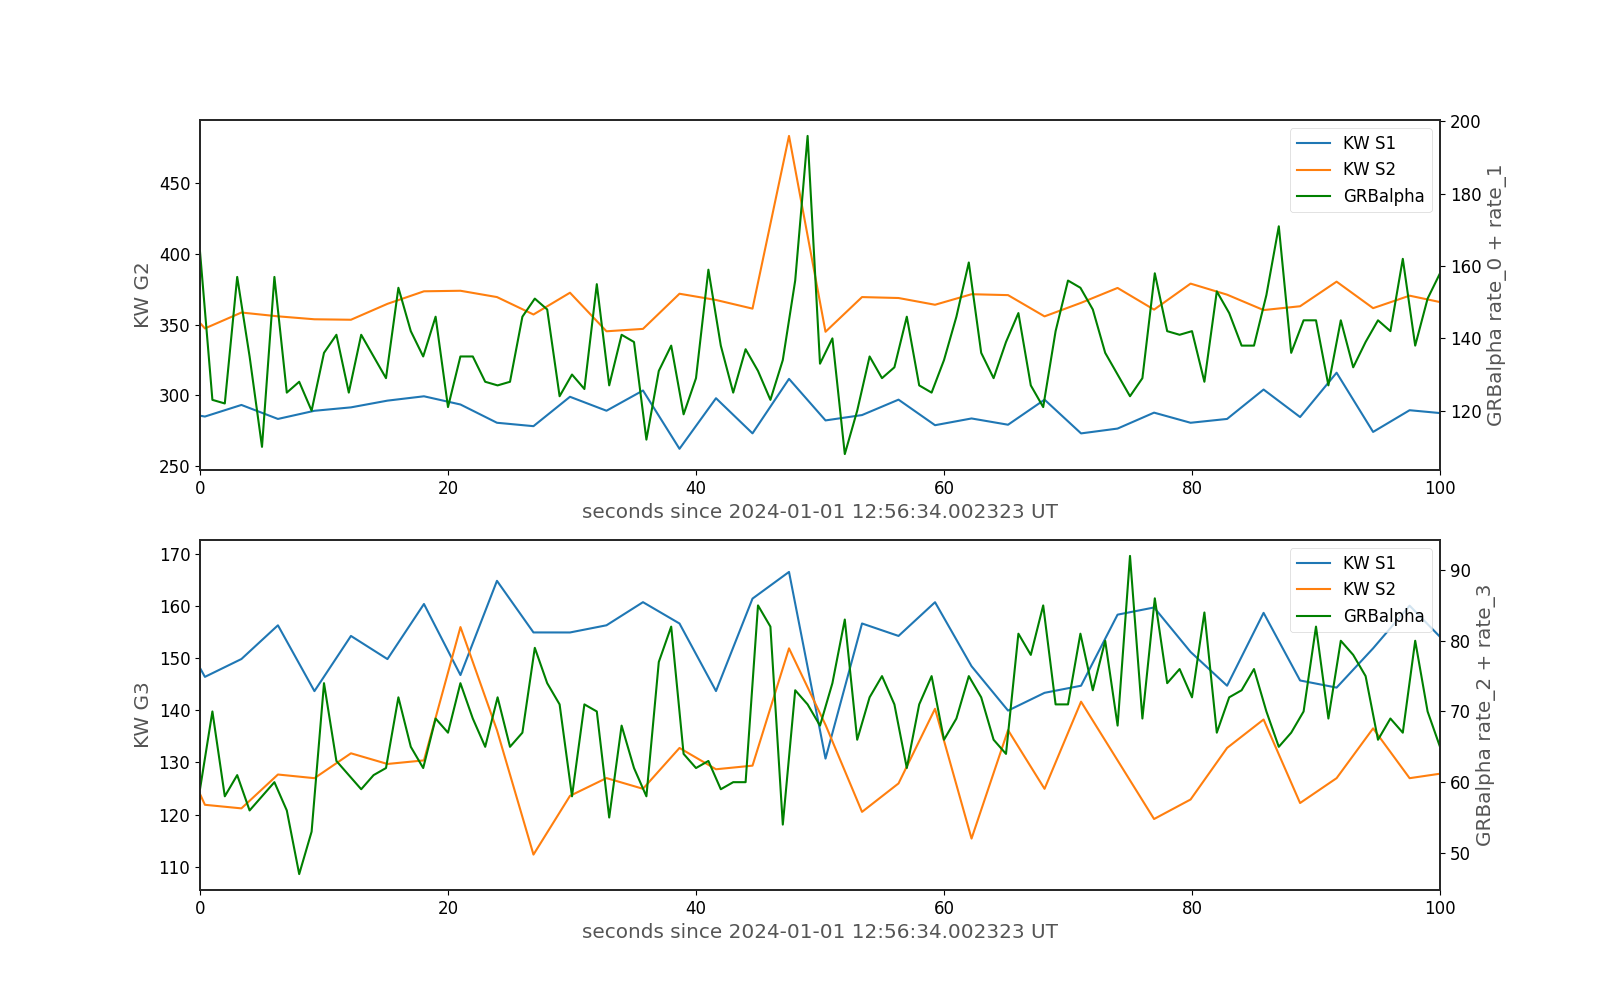 200
KW S1
450
KW S2
180
GRBalpha
400
160
KW G2
GRBalpha rate_0 + rate_1
350
140
300
120
250
0 20 40 60 80 100
seconds since 2024-01-01 12:56:34.002323 UT
170
KW S1
90
KW S2
160
GRBalpha
80
150
KW G3
GRBalpha rate_2 + rate_3
140
70
130
60
120
50
110
0 20 40 60 80 100
seconds since 2024-01-01 12:56:34.002323 UT